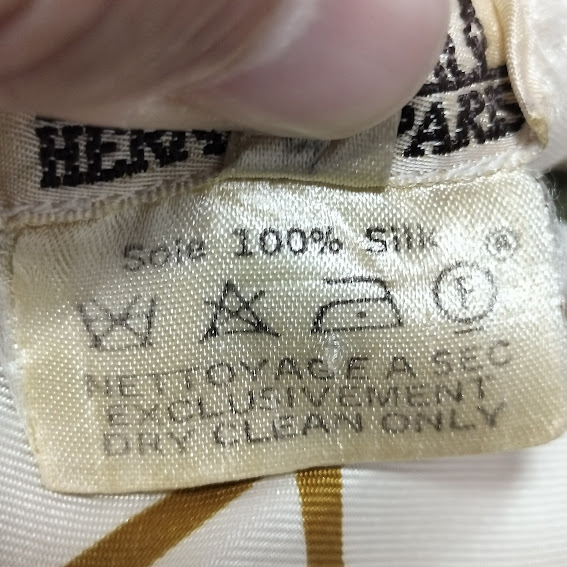 PARIS
Soie 100% Silk ®
NETTOYAGE A SEC
EXCLUSIVEMENT
DRY CLEAN ONLY